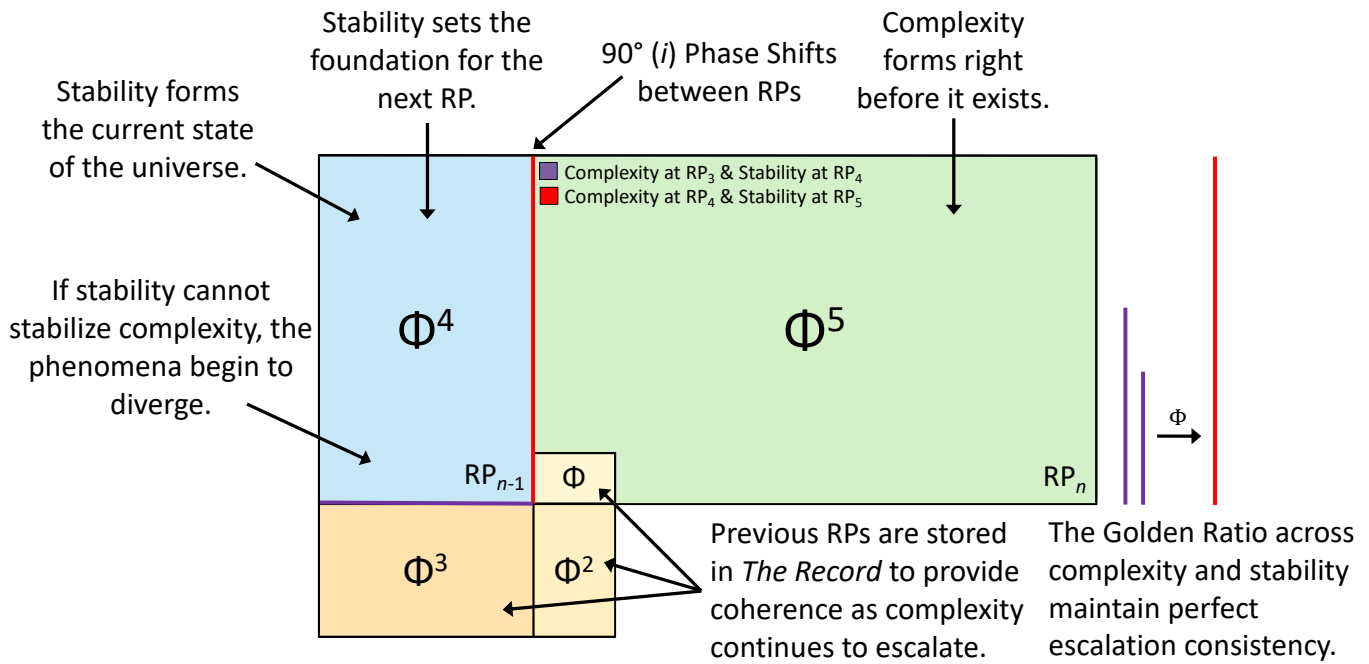 Stability forms
the current state
of the universe.
Stability sets the
foundation for the
next RP.
90° (i) Phase Shifts
between RPs
Complexity
forms right
before it exists.
Complexity at RP₃ & Stability at RP₄
Complexity at RP₄ & Stability at RP₅
If stability cannot
stabilize complexity, the
phenomena begin to
diverge.
Φ⁴
Φ⁵
RPₙ₋₁
Φ
RPₙ
Φ
Φ³
Φ²
Previous RPs are stored
in The Record to provide
coherence as complexity
continues to escalate.
The Golden Ratio across
complexity and stability
maintain perfect
escalation consistency.